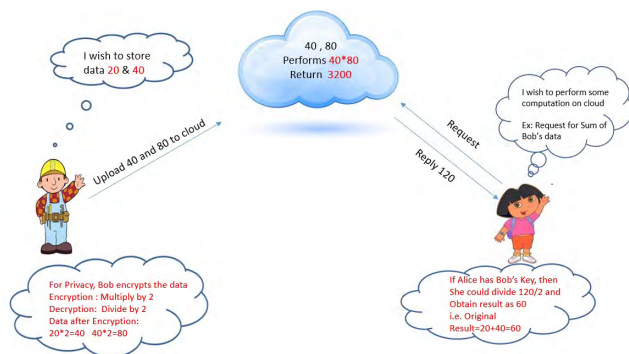 I wish to store
data 20 & 40
40 , 80
Performs 40*80
Return 3200
I wish to perform some
computation on cloud
Ex: Request for Sum of
Bob's data
Upload 40 and 80 to cloud
Request
Reply 120
For Privacy, Bob encrypts the data
Encryption : Multiply by 2
Decryption: Divide by 2
Data after Encryption:
20*2=40 40*2=80
If Alice has Bob's Key, then
She could divide 120/2 and
Obtain result as 60
i.e. Original
Result=20+40=60